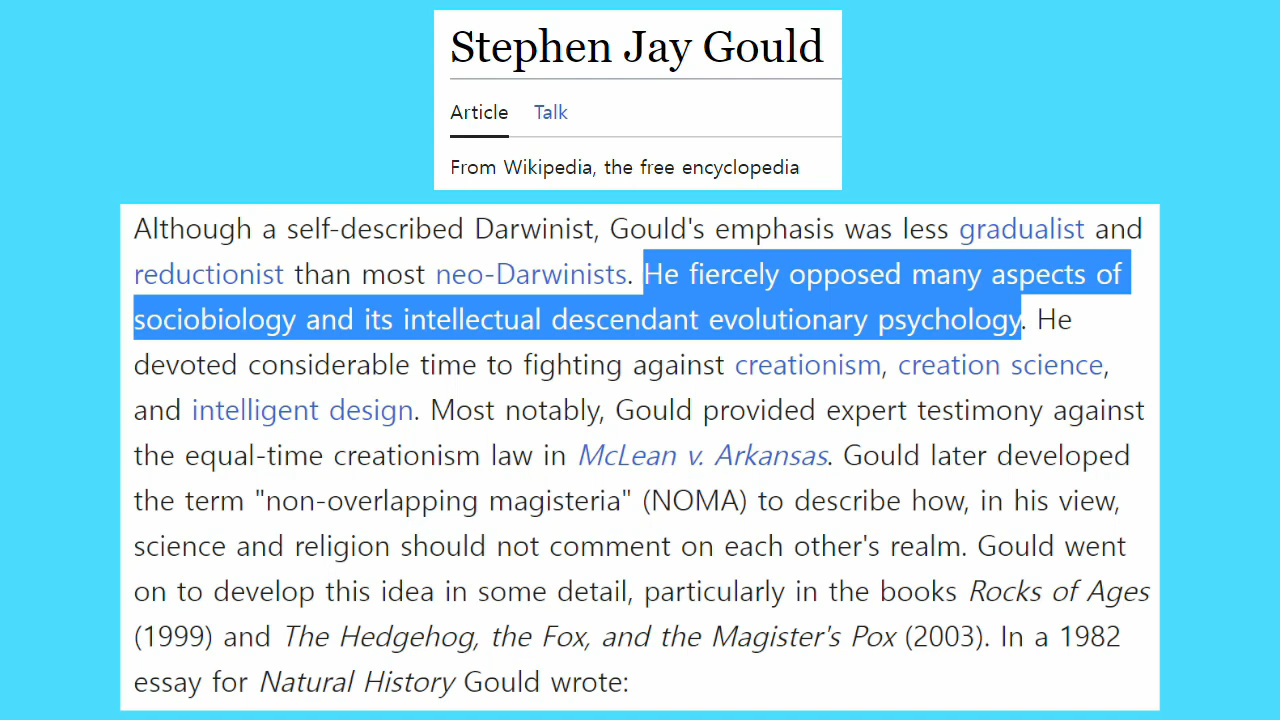 Stephen Jay Gould
Article Talk
From Wikipedia, the free encyclopedia
Although a self-described Darwinist, Gould's emphasis was less gradualist and
reductionist than most neo-Darwinists. He fiercely opposed many aspects of
sociobiology and its intellectual descendant evolutionary psychology. He
devoted considerable time to fighting against creationism, creation science,
and intelligent design. Most notably, Gould provided expert testimony against
the equal-time creationism law in McLean v. Arkansas. Gould later developed
the term "non-overlapping magisteria" (NOMA) to describe how, in his view,
science and religion should not comment on each other's realm. Gould went
on to develop this idea in some detail, particularly in the books Rocks of Ages
(1999) and The Hedgehog, the Fox, and the Magister's Pox (2003). In a 1982
essay for Natural History Gould wrote: